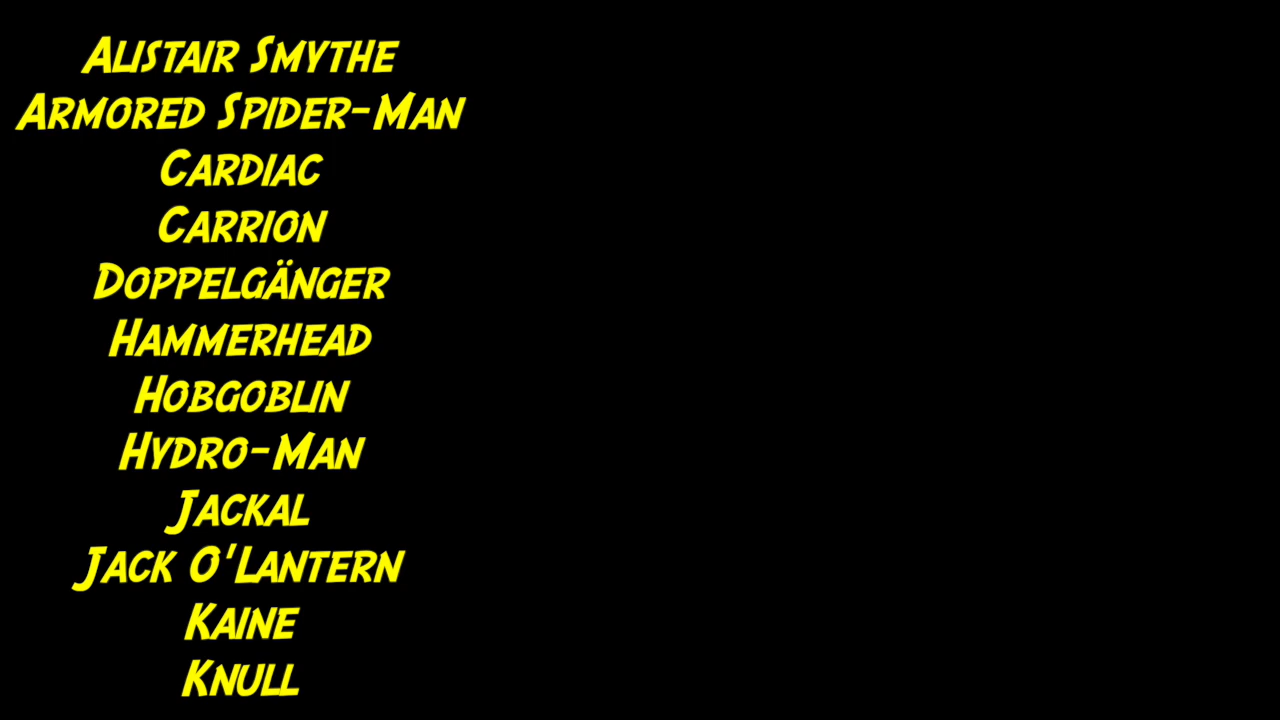 Alistair Smythe
Armored Spider-Man
Cardiac
Carrion
Doppelgänger
Hammerhead
Hobgoblin
Hydro-Man
Jackal
Jack O'Lantern
Kaine
Knull